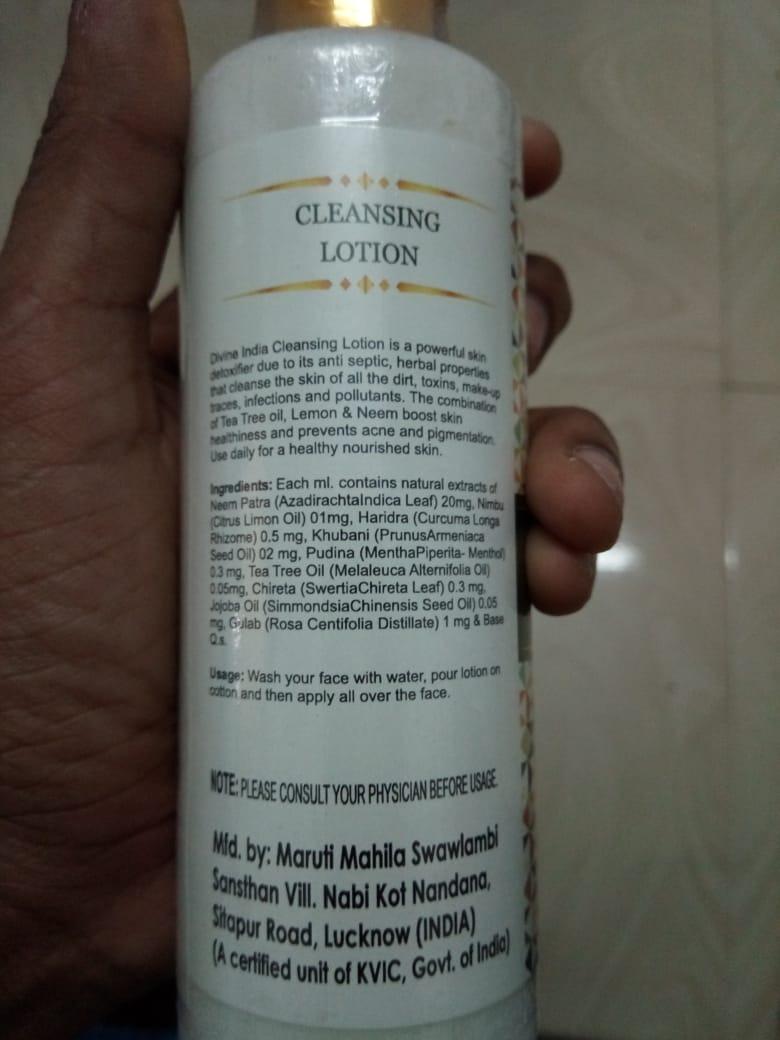 CLEANSING
LOTION
Divine India Cleansing Lotion is a powerful skin
detoxifier due to its anti septic, herbal properties
that cleanse the skin of all the dirt, toxins, make-up
traces, infections and pollutants. The combination
of Tea Tree oil, Lemon & Neem boost skin
healthiness and prevents acne and pigmentation.
Use daily for a healthy nourished skin.
Ingredients: Each ml. contains natural extracts of
Neem Patra (AzadirachtaIndica Leaf) 20mg, Nimbu
(Citrus Limon Oil) 01mg, Haridra (Curcuma Longa
Rhizome) 0.5 mg, Khubani (PrunusArmeniaca
Seed Oil) 02 mg, Pudina (MenthaPiperita- Menthol)
0.3 mg, Tea Tree Oil (Melaleuca Alternifolia Oil)
0.05mg, Chireta (SwertiaChireta Leaf) 0.3 mg,
Jojoba Oil (SimmondsiaChinensis Seed Oil) 0.05
mg, Gulab (Rosa Centifolia Distillate) 1 mg & Base
Q.s.
Usage: Wash your face with water, pour lotion on
cotton and then apply all over the face.
NOTE: PLEASE CONSULT YOUR PHYSICIAN BEFORE USAGE.
Mfd. by: Maruti Mahila Swawlambi
Sansthan Vill. Nabi Kot Nandana,
Sitapur Road, Lucknow (INDIA)
(A certified unit of KVIC, Govt. of India)